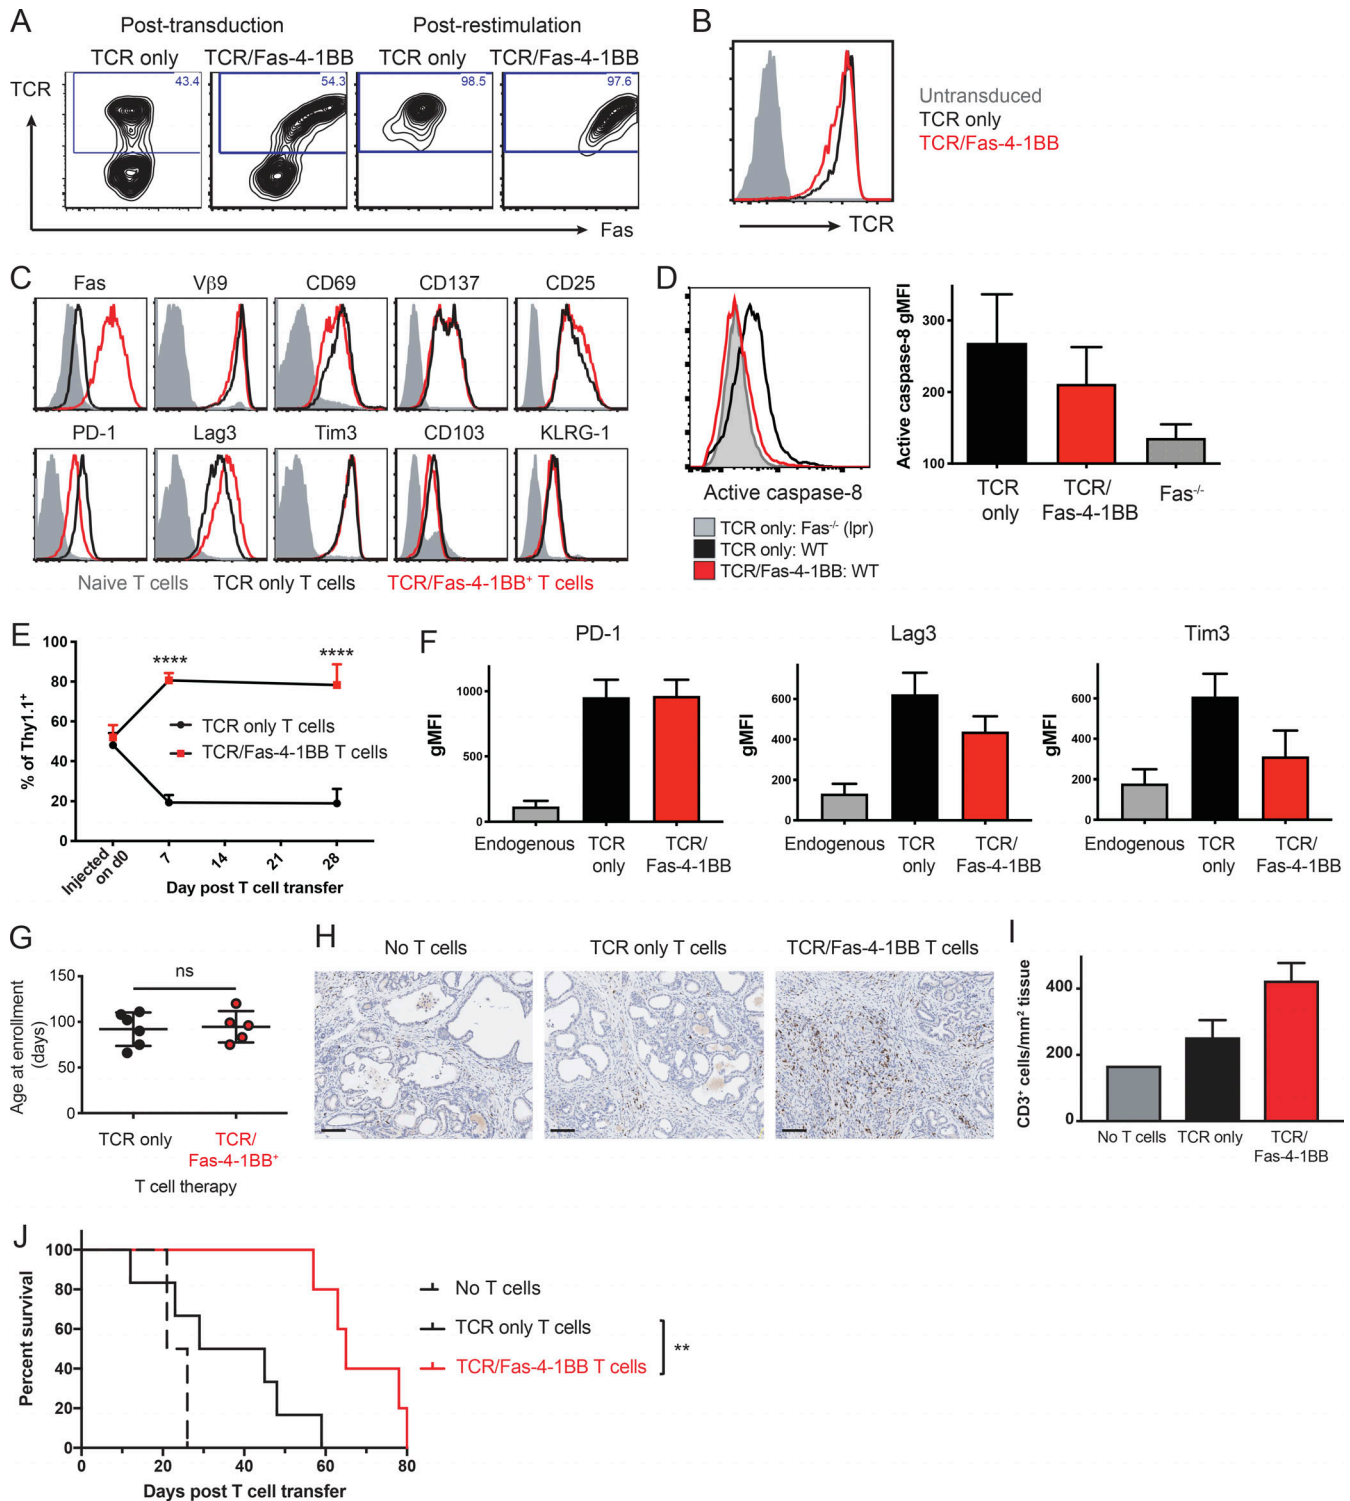 A
Post-transduction
Post-restimulation
TCR only
TCR/Fas-4-1BB
TCR only
TCR/Fas-4-1BB
TCR
43.4
54.3
98.5
97.6
Fas
B
Untransduced
TCR only
TCR/Fas-4-1BB
TCR
C
Fas
Vβ9
CD69
CD137
CD25
PD-1
Lag3
Tim3
CD103
KLRG-1
Naive T cells
TCR only T cells
TCR/Fas-4-1BB⁺ T cells
D
Active caspase-8
TCR only: Fas⁻/⁻ (lpr)
TCR only: WT
TCR/Fas-4-1BB: WT
Active caspase-8 gMFI
300
200
100
TCR only
TCR/ Fas-4-1BB
Fas⁻/⁻
E
% of Thy1.1⁺
100
80
60
40
20
0
****
****
TCR only T cells
TCR/Fas-4-1BB T cells
Injected on d0
7
14
21
28
Day post T cell transfer
F
PD-1
gMFI
1000
500
0
Endogenous
TCR only
TCR/ Fas-4-1BB
Lag3
gMFI
600
400
200
0
Endogenous
TCR only
TCR/ Fas-4-1BB
Tim3
gMFI
600
400
200
0
Endogenous
TCR only
TCR/ Fas-4-1BB
G
Age at enrollment
(days)
150
100
50
0
ns
TCR only
TCR/ Fas-4-1BB⁺
T cell therapy
H
No T cells
TCR only T cells
TCR/Fas-4-1BB T cells
I
CD3⁺ cells/mm² tissue
400
200
0
No T cells
TCR only
TCR/ Fas-4-1BB
J
Percent survival
100
80
60
40
20
0
0
20
40
60
80
Days post T cell transfer
No T cells
TCR only T cells
TCR/Fas-4-1BB T cells
**